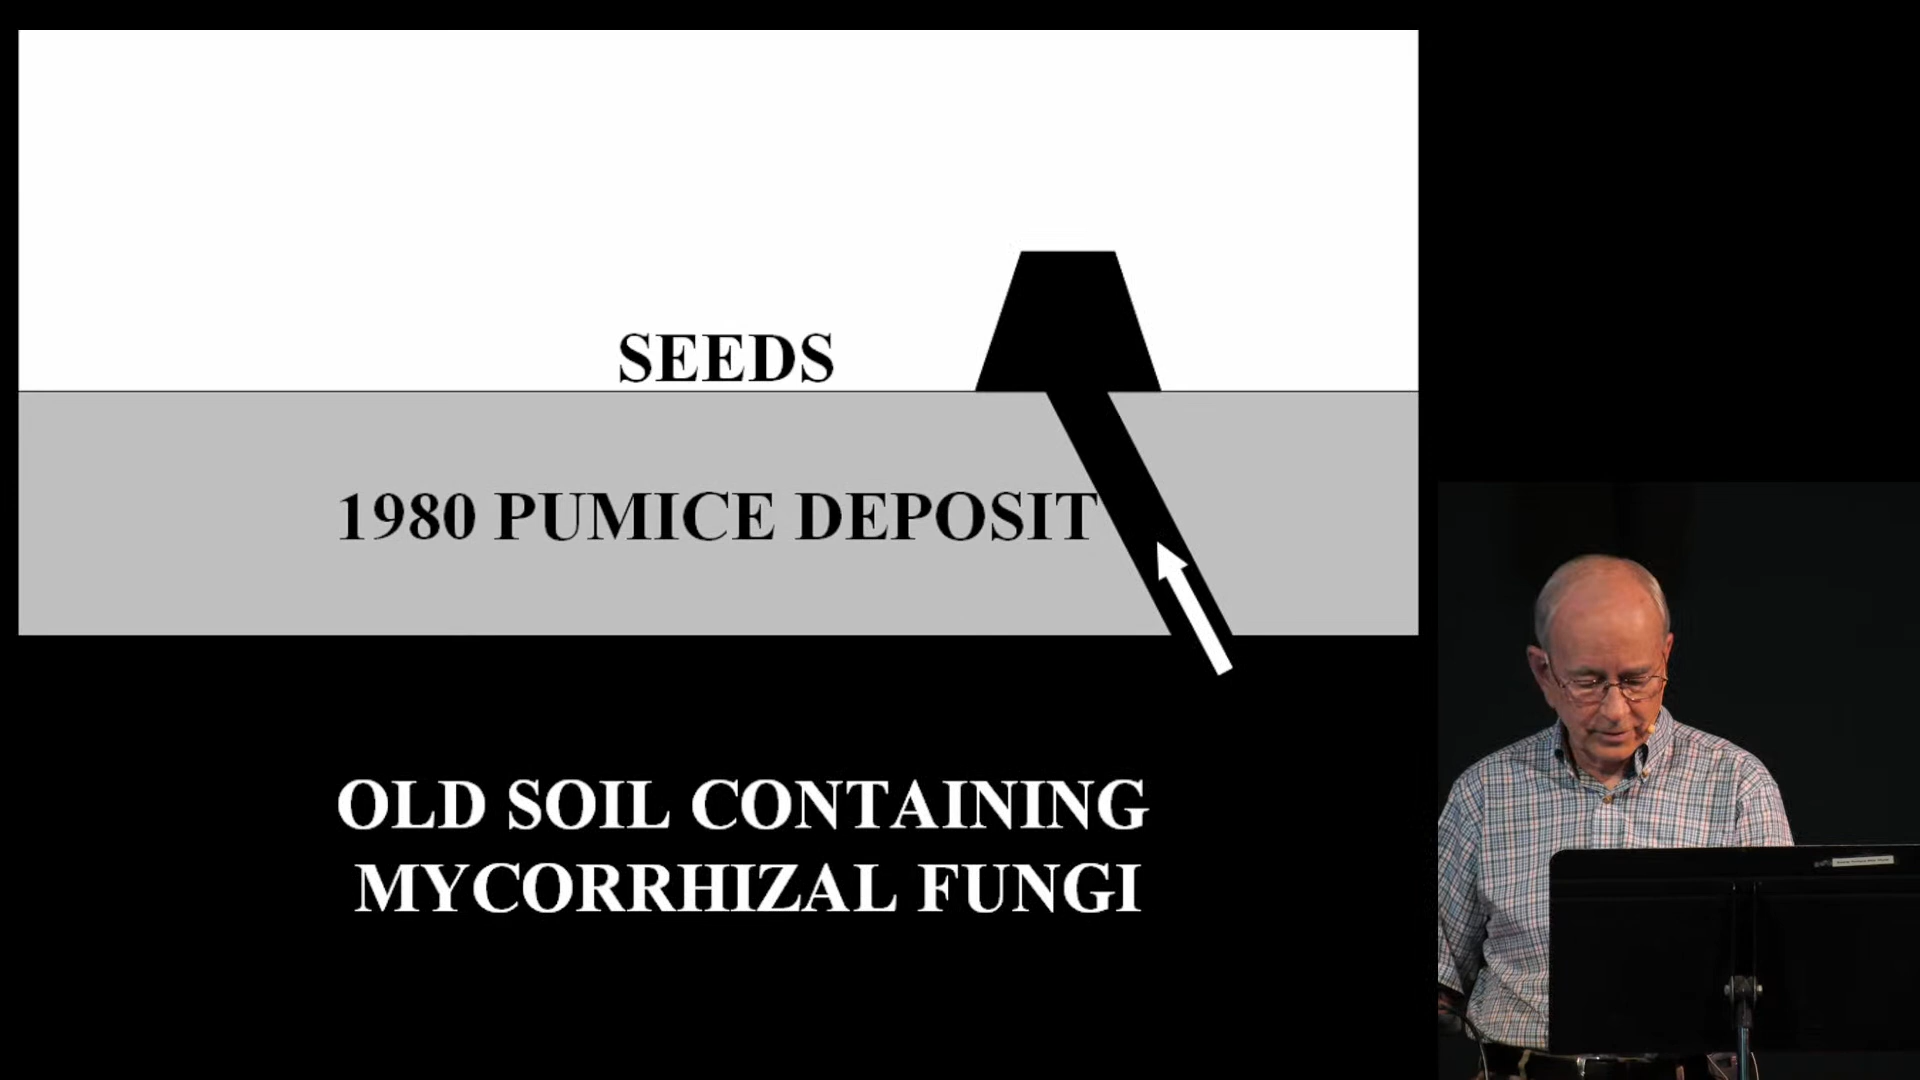 SEEDS
1980 PUMICE DEPOSIT
OLD SOIL CONTAINING
MYCORRHIZAL FUNGI